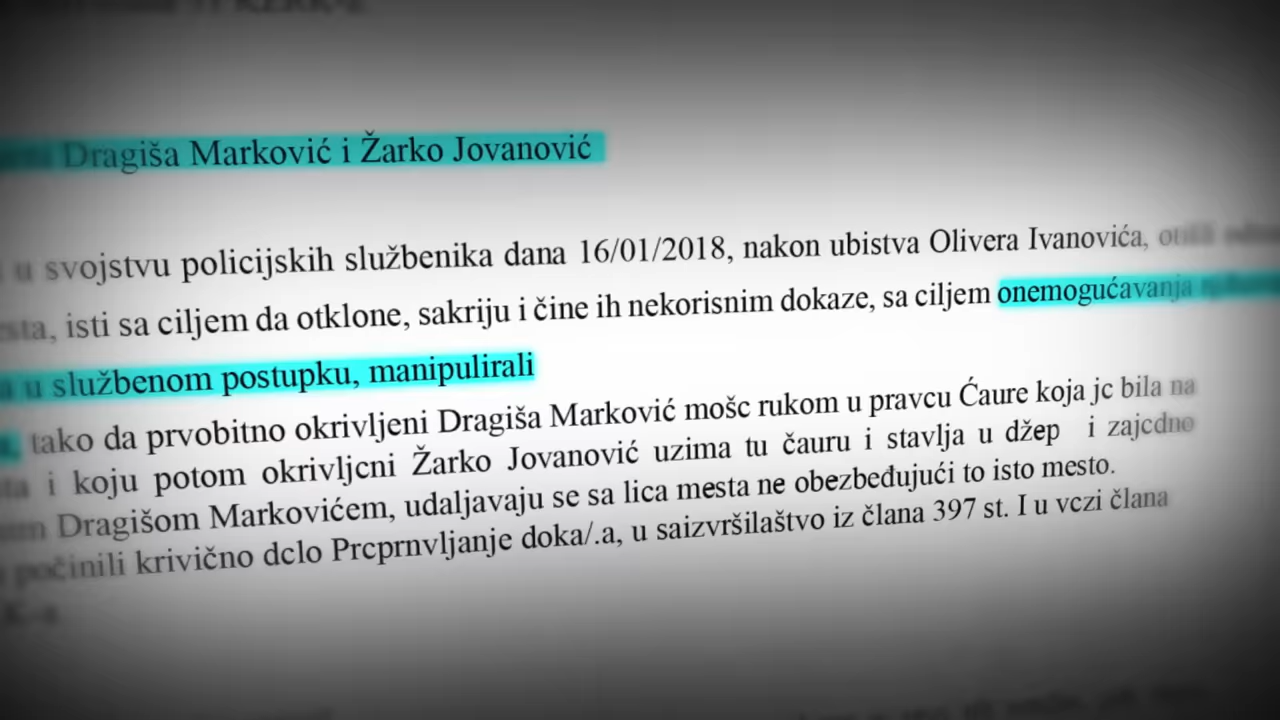 Dragiša Marković i Žarko Jovanović
u svojstvu policijskih službenika dana 16/01/2018, nakon ubistva Olivera Ivanovića,
isti sa ciljem da otklone, sakriju i čine ih nekorisnim dokaze, sa ciljem onemogućavanja
u službenom postupku, manipulirali
tako da prvobitno okrivljeni Dragiša Marković mošc rukom u pravcu Ćaure koja jc bila na
i koju potom okrivljcni Žarko Jovanović uzima tu čauru i stavlja u džep i zajcdno
Dragišom Markovićem, udaljavaju se sa lica mesta ne obezbeđujući to isto mesto.
počinili krivično dclo Prcprnvljanje doka/.a, u saizvršilaštvo iz člana 397 st. I u vczi člana